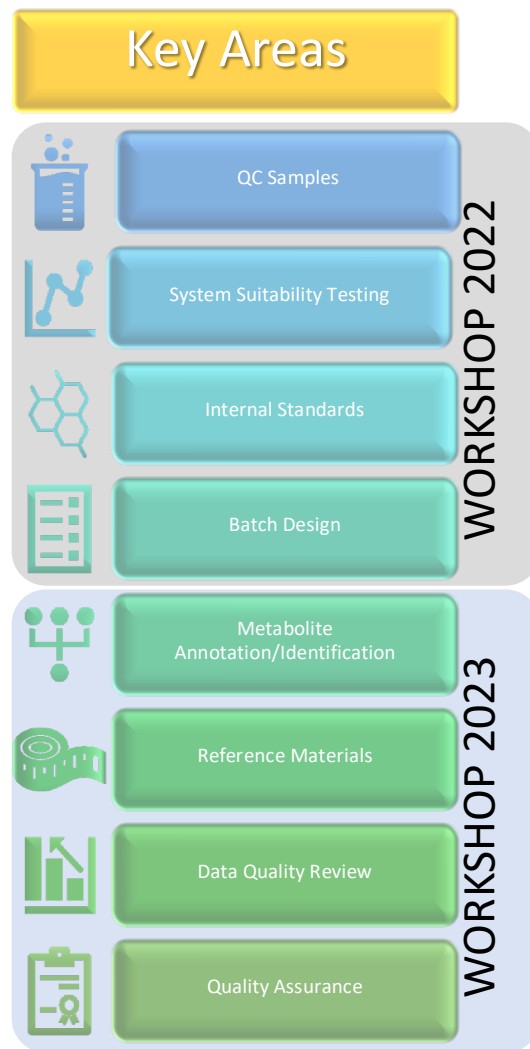 Key Areas
QC Samples
System Suitability Testing
Internal Standards
Batch Design
WORKSHOP 2022
Metabolite
Annotation/Identification
Reference Materials
Data Quality Review
Quality Assurance
WORKSHOP 2023